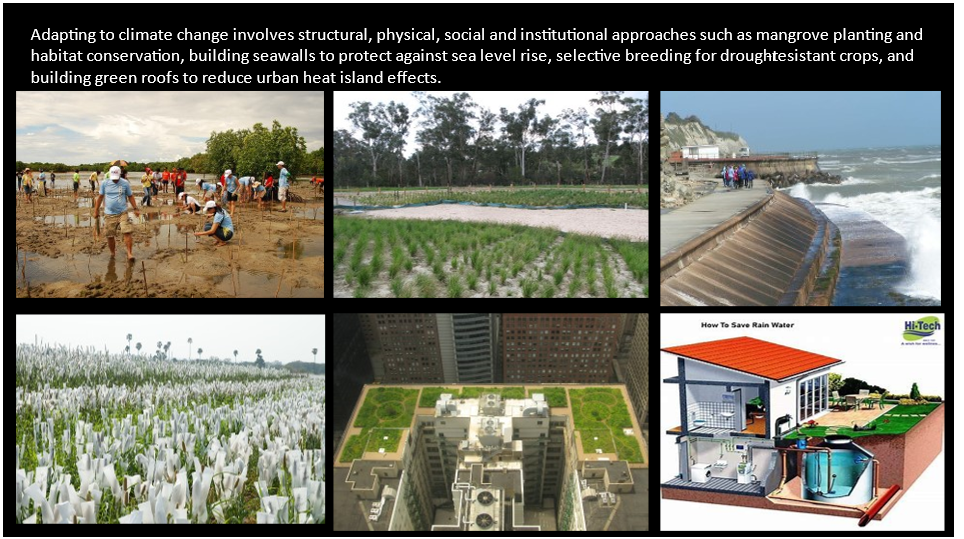 Adapting to climate change involves structural, physical, social and institutional approaches such as mangrove planting and
habitat conservation, building seawalls to protect against sea level rise, selective breeding for drought-resistant crops, and
building green roofs to reduce urban heat island effects.
How To Save Rain Water
Hi-Tech